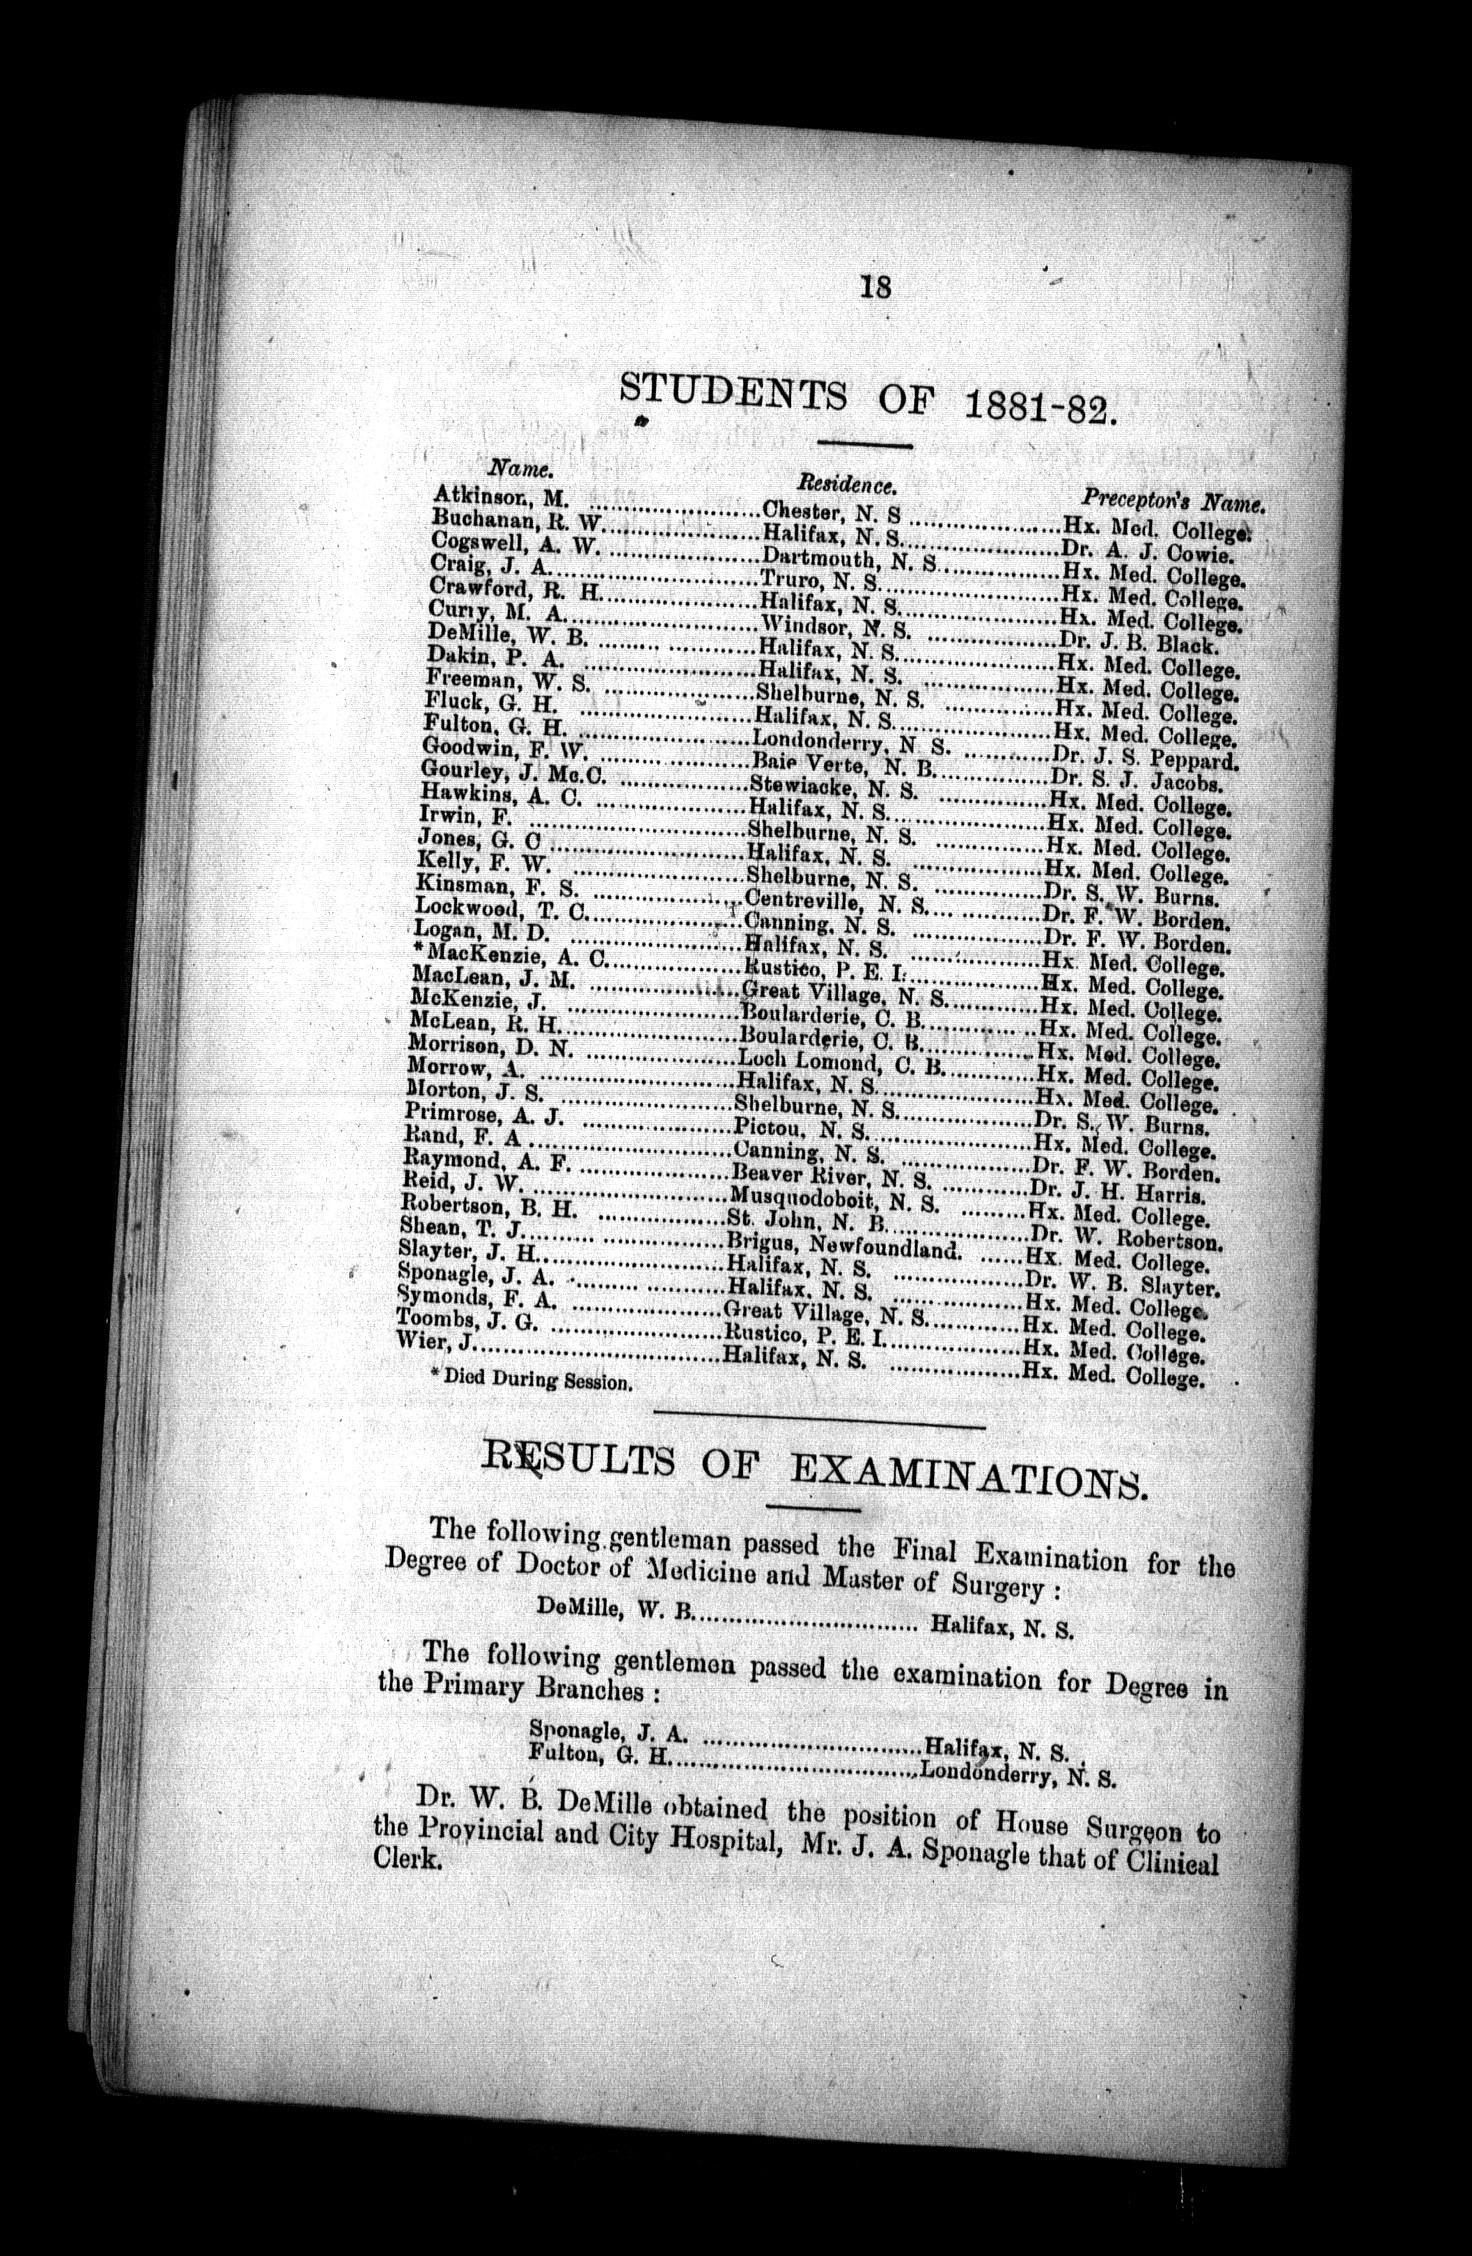 18
STUDENTS OF 1881-82.
Name. Residence. Preceptor's Name.
Atkinson, M. Chester, N. S. Hx. Med. College.
Buchanan, R. W. Halifax, N. S. Dr. A. J. Cowie.
Cogswell, A. W. Dartmouth, N. S. Hx. Med. College.
Craig, J. A. Truro, N. S. Hx. Med. College.
Crawford, R. H. Halifax, N. S. Hx. Med. College.
Curry, M. A. Windsor, N. S. Dr. J. B. Black.
DeMille, W. B. Halifax, N. S. Hx. Med. College.
Dakin, P. A. Halifax, N. S. Hx. Med. College.
Freeman, W. S. Shelburne, N. S. Hx. Med. College.
Fluck, G. H. Halifax, N. S. Hx. Med. College.
Fulton, G. H. Londonderry, N. S. Dr. J. S. Peppard.
Goodwin, F. W. Baie Verte, N. B. Dr. S. J. Jacobs.
Gourley, J. Mc.C. Stewiacke, N. S. Hx. Med. College.
Hawkins, A. C. Halifax, N. S. Hx. Med. College.
Irwin, F. Shelburne, N. S. Hx. Med. College.
Jones, G. C Halifax, N. S. Hx. Med. College.
Kelly, F. W. Shelburne, N. S. Dr. S. W. Burns.
Kinsman, F. S. Centreville, N. S. Dr. F. W. Borden.
Lockwood, T. C. Canning, N. S. Dr. F. W. Borden.
Logan, M. D. Halifax, N. S. Hx. Med. College.
*MacKenzie, A. C. Rustico, P. E. I. Hx. Med. College.
MacLean, J. M. Great Village, N. S. Hx. Med. College.
McKenzie, J. Boularderie, C. B. Hx. Med. College.
McLean, R. H. Boularderie, C. B. Hx. Med. College.
Morrison, D. N. Loch Lomond, C. B. Hx. Med. College.
Morrow, A. Halifax, N. S. Hx. Med. College.
Morton, J. S. Shelburne, N. S. Dr. S. W. Burns.
Primrose, A. J. Pictou, N. S. Hx. Med. College.
Rand, F. A Canning, N. S. Dr. F. W. Borden.
Raymond, A. F. Beaver River, N. S. Dr. J. H. Harris.
Reid, J. W. Musquodoboit, N. S. Hx. Med. College.
Robertson, B. H. St. John, N. B. Dr. W. Robertson.
Shean, T. J. Brigus, Newfoundland. Hx. Med. College.
Slayter, J. H. Halifax, N. S. Dr. W. B. Slayter.
Sponagle, J. A. Halifax, N. S. Hx. Med. College.
Symonds, F. A. Great Village, N. S. Hx. Med. College.
Toombs, J. G. Rustico, P. E. I. Hx. Med. College.
Wier, J. Halifax, N. S. Hx. Med. College.
*Died During Session.
RESULTS OF EXAMINATIONS.
The following gentleman passed the Final Examination for the
Degree of Doctor of Medicine and Master of Surgery :
DeMille, W. B. Halifax, N. S.
The following gentlemen passed the examination for Degree in
the Primary Branches :
Sponagle, J. A. Halifax, N. S.
Fulton, G. H. Londonderry, N. S.
Dr. W. B. DeMille obtained the position of House Surgeon to
the Provincial and City Hospital, Mr. J. A. Sponagle that of Clinical
Clerk.